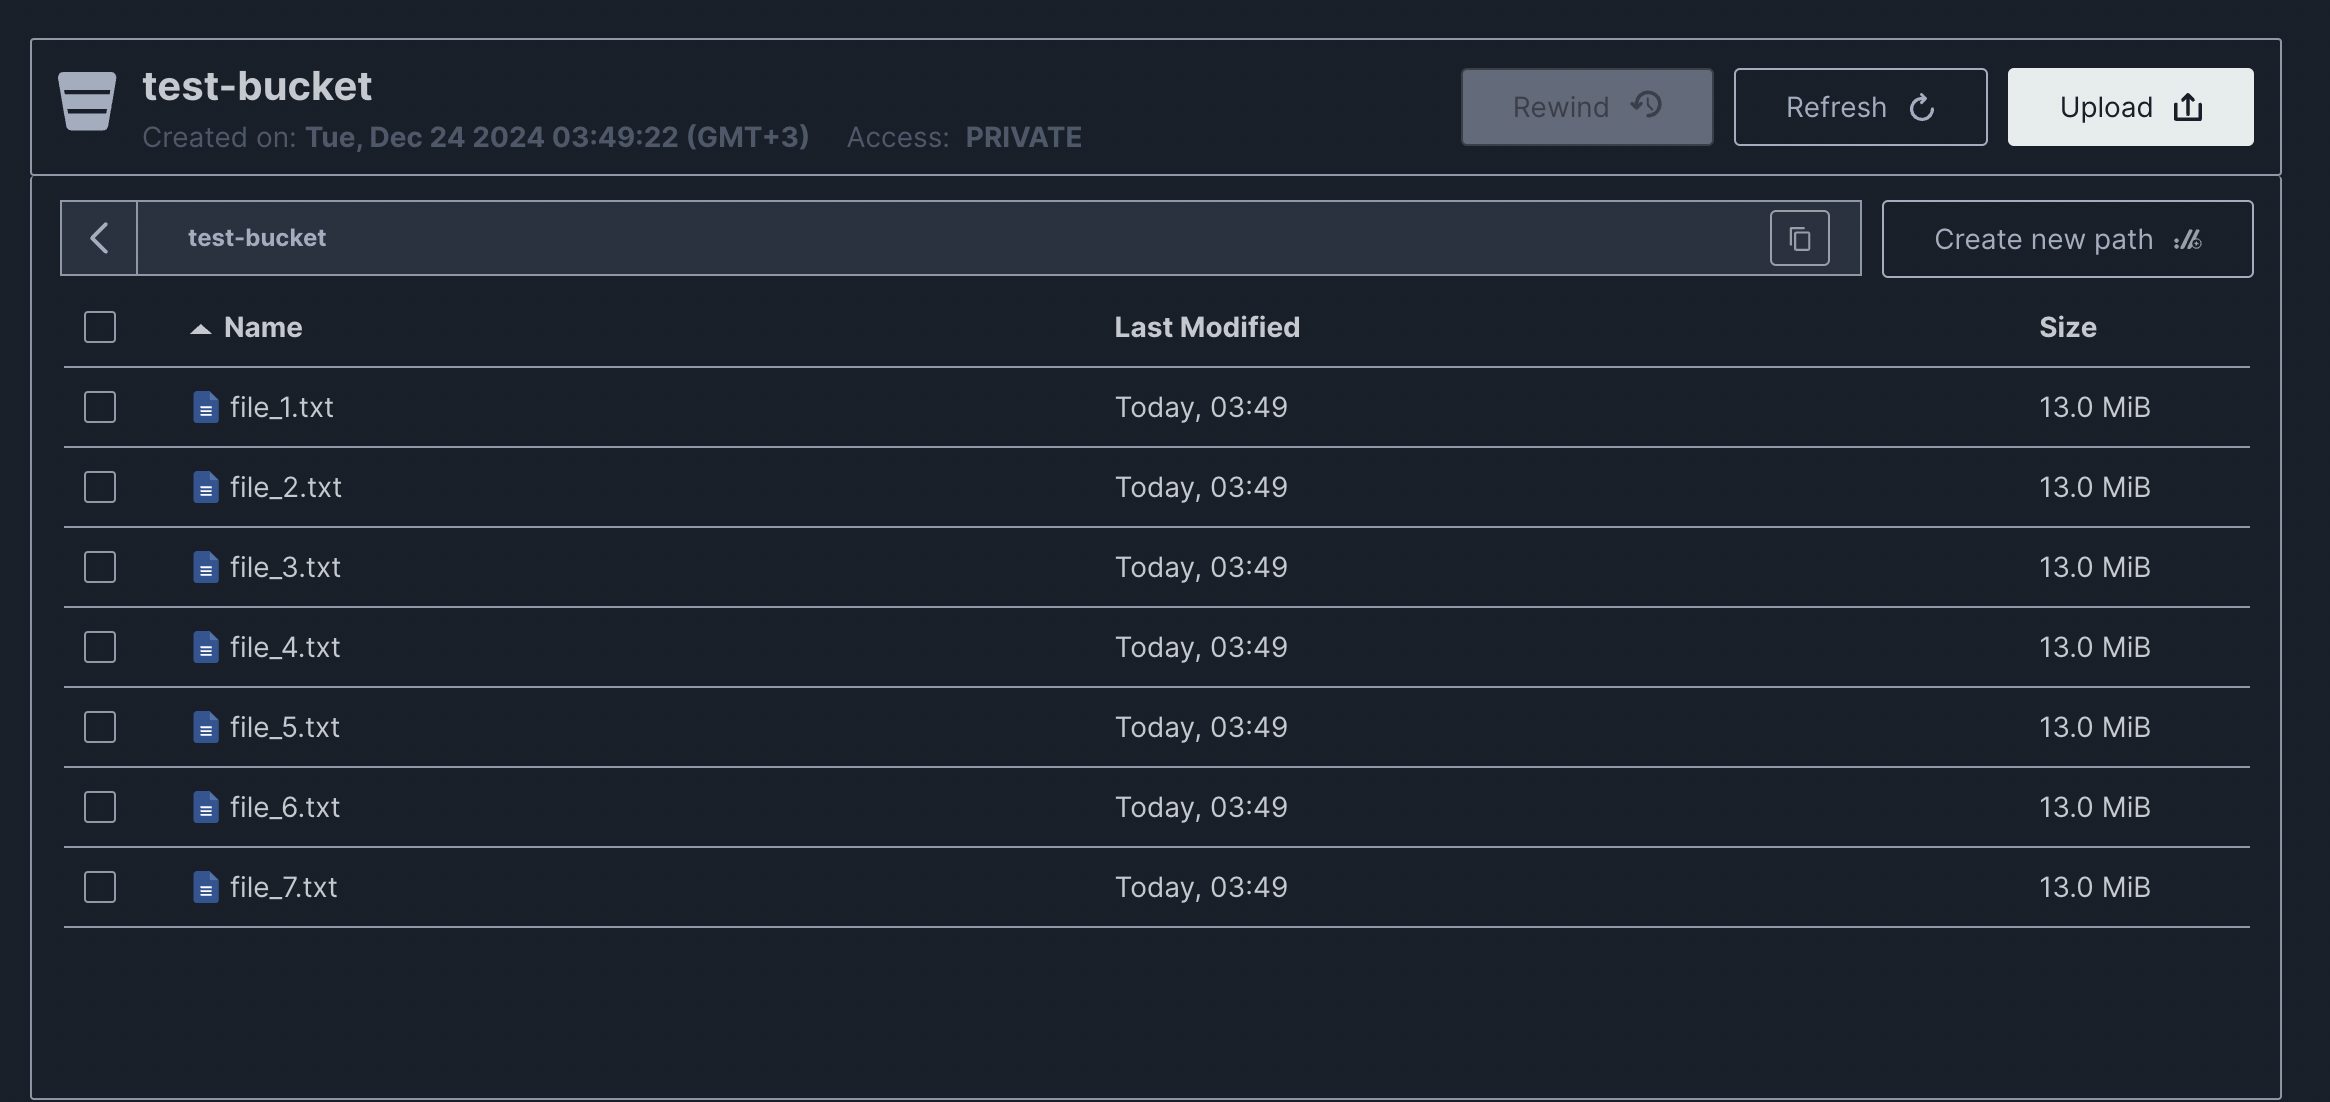 test-bucket
Created on: Tue, Dec 24 2024 03:49:22 (GMT+3) Access: PRIVATE
Rewind
Refresh
Upload
test-bucket
Create new path
Name Last Modified Size
file_1.txt Today, 03:49 13.0 MiB
file_2.txt Today, 03:49 13.0 MiB
file_3.txt Today, 03:49 13.0 MiB
file_4.txt Today, 03:49 13.0 MiB
file_5.txt Today, 03:49 13.0 MiB
file_6.txt Today, 03:49 13.0 MiB
file_7.txt Today, 03:49 13.0 MiB